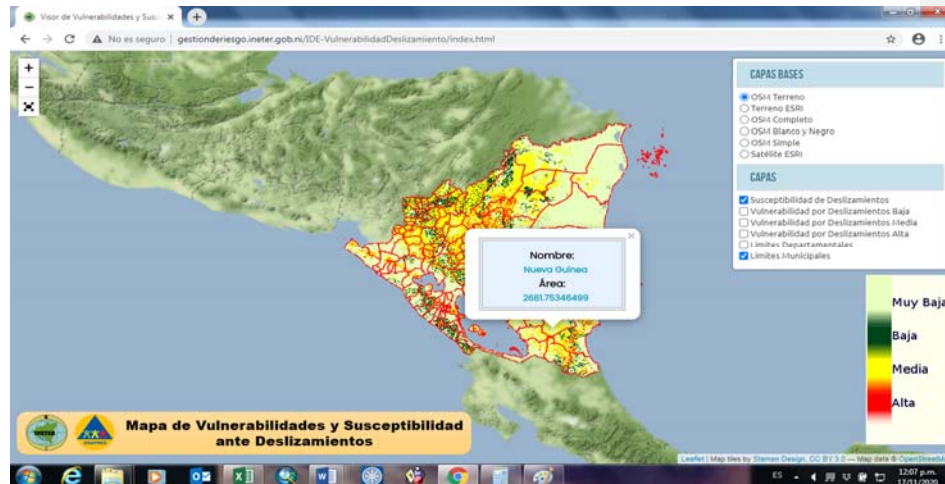 Visor de Vulnerabilidades y Sus
No es seguro | gestionderiesgo.ineter.gob.ni/IDE-VulnerabilidadDeslizamiento/index.html
+
−
CAPAS BASES
OSM Terreno
Terreno ESRI
OSM Completo
OSM Blanco y Negro
OSM Simple
Satélite ESRI
CAPAS
Susceptibilidad de Deslizamientos
Vulnerabilidad por Deslizamientos Baja
Vulnerabilidad por Deslizamientos Media
Vulnerabilidad por Deslizamientos Alta
Límites Departamentales
Límites Municipales
Nombre:
Nueva Guinea
Área:
2681.75346499
Muy Baja
Baja
Media
Alta
INETER
Mapa de Vulnerabilidades y Susceptibilidad
ante Deslizamientos
Leaflet | Map tiles by Stamen Design, CC BY 3.0 — Map data © OpenStreetM
ES
12:07 p.m.
17/11/2020